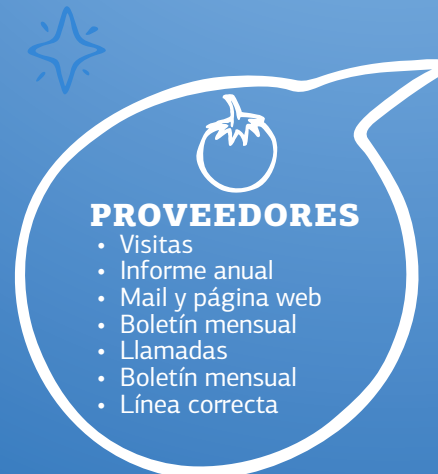 PROVEEDORES
• Visitas
• Informe anual
• Mail y página web
• Boletín mensual
• Llamadas
• Boletín mensual
• Línea correcta